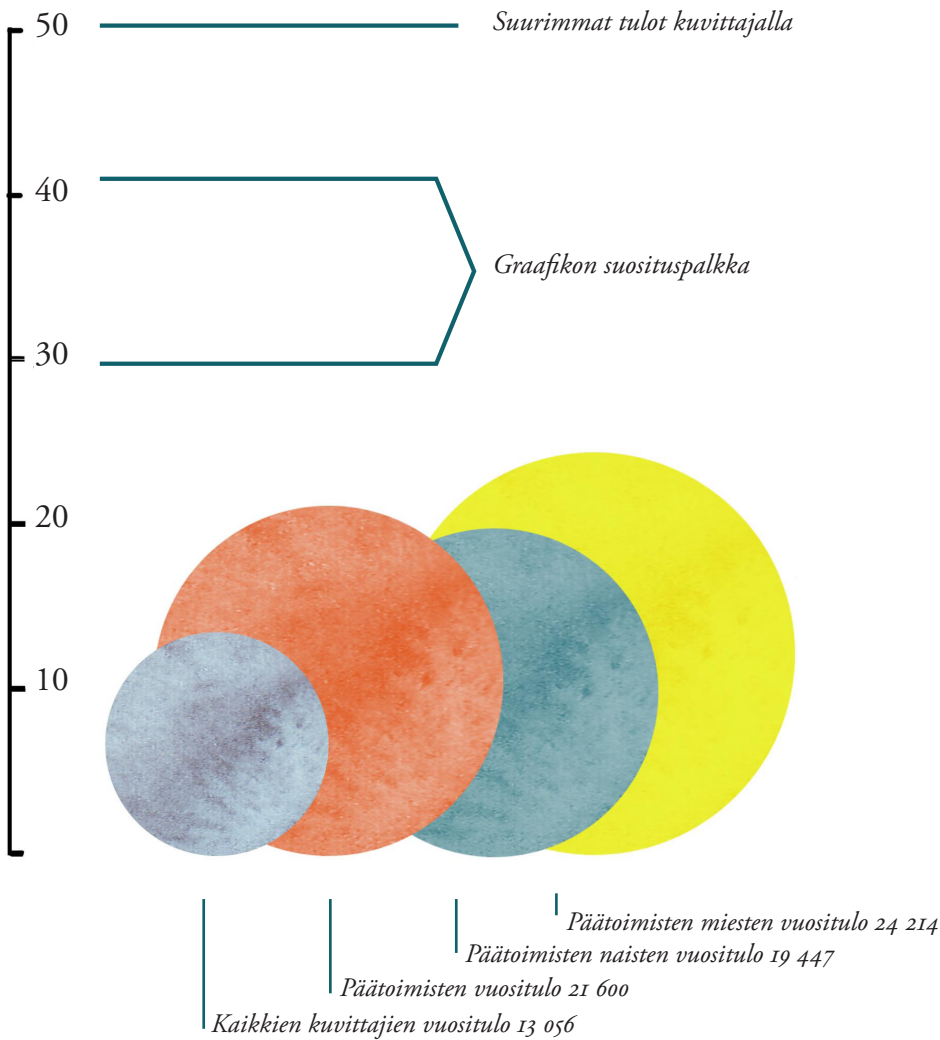 50
Suurimmat tulot kuvittajalla
40
Graafikon suosituspalkka
30
20
10
Päätoimisten miesten vuositulo 24 214
Päätoimisten naisten vuositulo 19 447
Päätoimisten vuositulo 21 600
Kaikkien kuvittajien vuositulo 13 056